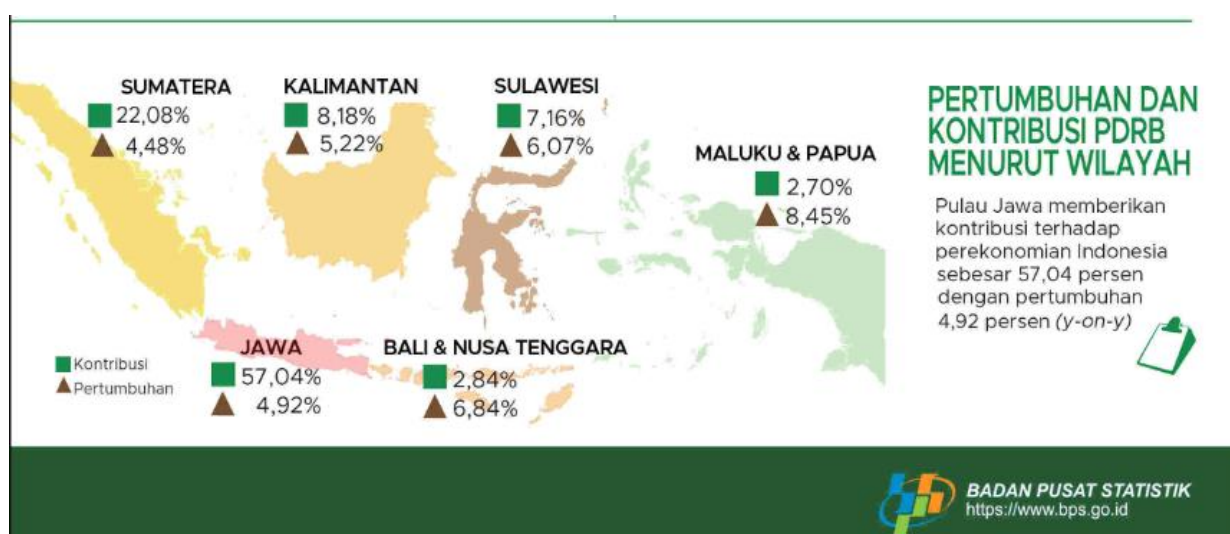 SUMATERA
22,08%
4,48%
KALIMANTAN
8,18%
5,22%
SULAWESI
7,16%
6,07%
MALUKU & PAPUA
2,70%
8,45%
JAWA
57,04%
4,92%
BALI & NUSA TENGGARA
2,84%
6,84%
Kontribusi
Pertumbuhan
PERTUMBUHAN DAN
KONTRIBUSI PDRB
MENURUT WILAYAH
Pulau Jawa memberikan
kontribusi terhadap
perekonomian Indonesia
sebesar 57,04 persen
dengan pertumbuhan
4,92 persen (y-on-y)
BADAN PUSAT STATISTIK
https://www.bps.go.id